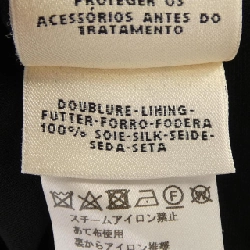 PROTEGER OS
ACESSÓRIOS ANTES DO
TRATAMENTO
DOUBLURE-LINING-
FUTTER-FORRO-FODERA
100% SOIE-SILK-SEIDE-
SEDA-SETA
スチームアイロン禁止
あて布使用
裏からアイロン推奨